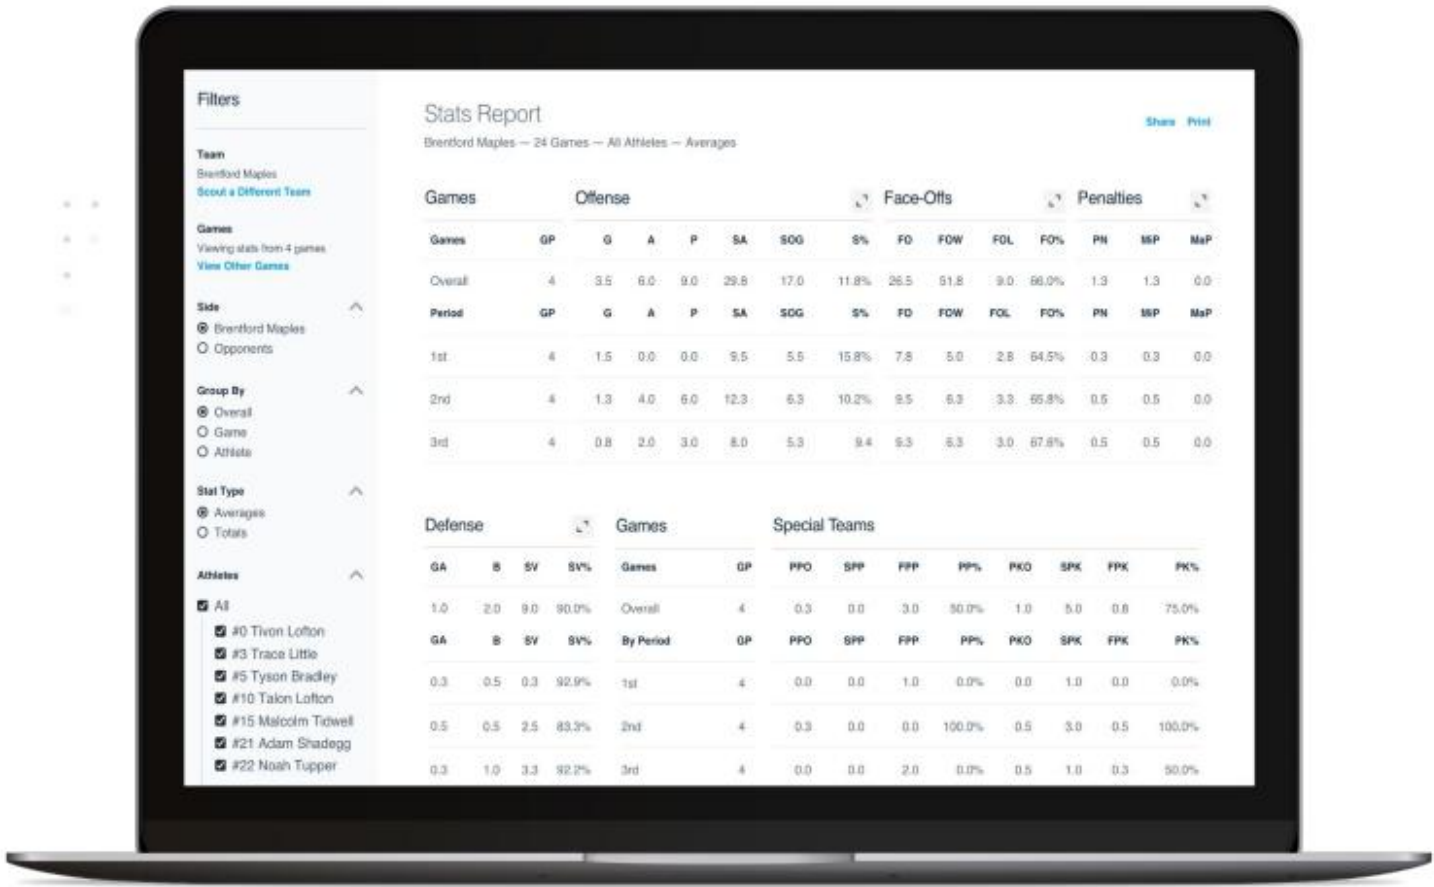 Filters
Team
Brentford Maples
Scout a Different Team
Games
Viewing stats from 4 games
View Other Games
Side
Brentford Maples
Opponents
Group By
Overall
Game
Athlete
Stat Type
Averages
Totals
Athletes
All
#0 Tivon Lofton
#3 Trace Little
#5 Tyson Bradley
#10 Talon Lofton
#15 Malcolm Tidwell
#21 Adam Shadegg
#22 Noah Tupper
Stats Report
Share Print
Brentford Maples — 24 Games — All Athletes — Averages
Games Offense Face-Offs Penalties
Games GP G A P SA SOG S% FO FOW FOL FO% PN MiP MaP
Overall 4 3.5 6.0 9.0 29.8 17.0 11.8% 26.5 51.8 9.0 66.0% 1.3 1.3 0.0
Period GP G A P SA SOG S% FO FOW FOL FO% PN MiP MaP
1st 4 1.5 0.0 0.0 9.5 5.5 15.8% 7.8 5.0 2.8 64.5% 0.3 0.3 0.0
2nd 4 1.3 4.0 6.0 12.3 6.3 10.2% 9.5 6.3 3.3 65.8% 0.5 0.5 0.0
3rd 4 0.8 2.0 3.0 8.0 5.3 9.4 9.3 6.3 3.0 67.6% 0.5 0.5 0.0
Defense Games Special Teams
GA B SV SV% Games GP PPO SPP FPP PP% PKO SPK FPK PK%
1.0 2.0 9.0 90.0% Overall 4 0.3 0.0 3.0 50.0% 1.0 5.0 0.8 75.0%
GA B SV SV% By Period GP PPO SPP FPP PP% PKO SPK FPK PK%
0.3 0.5 0.3 92.9% 1st 4 0.0 0.0 1.0 0.0% 0.0 1.0 0.0 0.0%
0.5 0.5 2.5 83.3% 2nd 4 0.3 0.0 0.0 100.0% 0.5 3.0 0.5 100.0%
0.3 1.0 3.3 92.2% 3rd 4 0.0 0.0 2.0 0.0% 0.5 1.0 0.3 50.0%